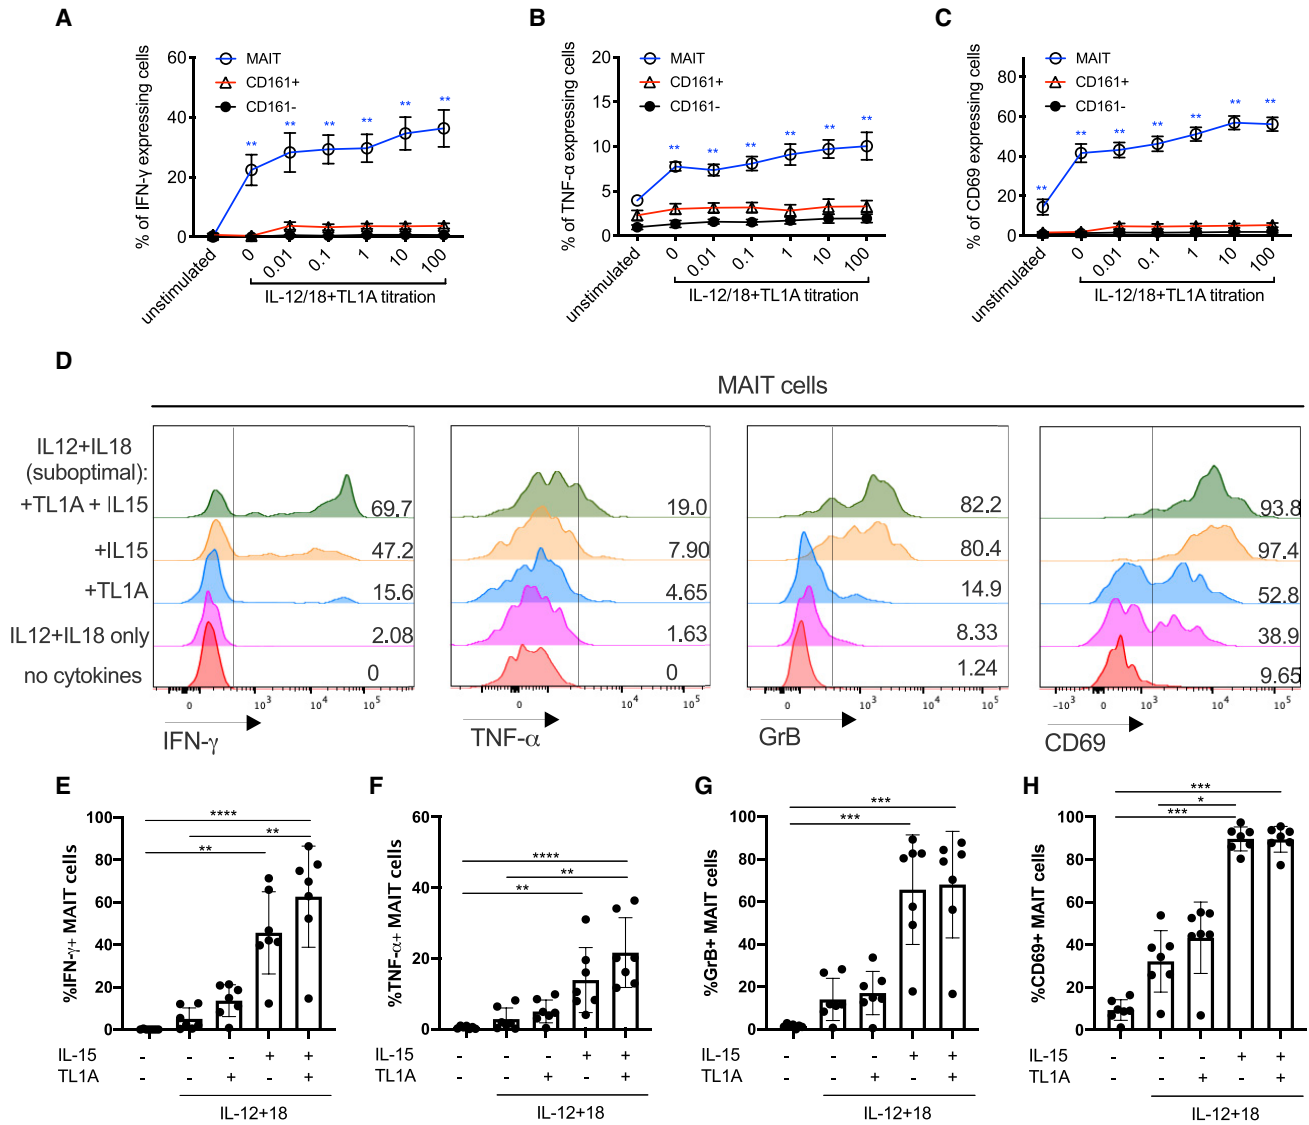 A
% of IFN-γ expressing cells
60
40
20
0
MAIT
CD161+
CD161-
**
**
**
**
**
**
unstimulated
0
0.01
0.1
1
10
100
IL-12/18+TL1A titration
B
% of TNF-α expressing cells
20
15
10
5
0
MAIT
CD161+
CD161-
**
**
**
**
**
**
unstimulated
0
0.01
0.1
1
10
100
IL-12/18+TL1A titration
C
% of CD69 expressing cells
80
60
40
20
0
MAIT
CD161+
CD161-
**
**
**
**
**
**
**
unstimulated
0
0.01
0.1
1
10
100
IL-12/18+TL1A titration
D
MAIT cells
IL12+IL18
(suboptimal):
+TL1A + IL15
+IL15
+TL1A
IL12+IL18 only
no cytokines
69.7
47.2
15.6
2.08
0
0 10³ 10⁴ 10⁵
IFN-γ
19.0
7.90
4.65
1.63
0
0 10⁴ 10⁵
TNF-α
82.2
80.4
14.9
8.33
1.24
0 10³ 10⁴ 10⁵
GrB
93.8
97.4
52.8
38.9
9.65
-10³ 0 10³ 10⁴ 10⁵
CD69
E
%IFN-γ+ MAIT cells
100
80
60
40
20
0
****
**
**
IL-15 - - - + +
TL1A - - + - +
IL-12+18
F
%TNF-α+ MAIT cells
60
40
20
0
****
**
**
IL-15 - - - + +
TL1A - - + - +
IL-12+18
G
%GrB+ MAIT cells
100
80
60
40
20
0
***
***
IL-15 - - - + +
TL1A - - + - +
IL-12+18
H
%CD69+ MAIT cells
100
80
60
40
20
0
***
*
***
IL-15 - - - + +
TL1A - - + - +
IL-12+18